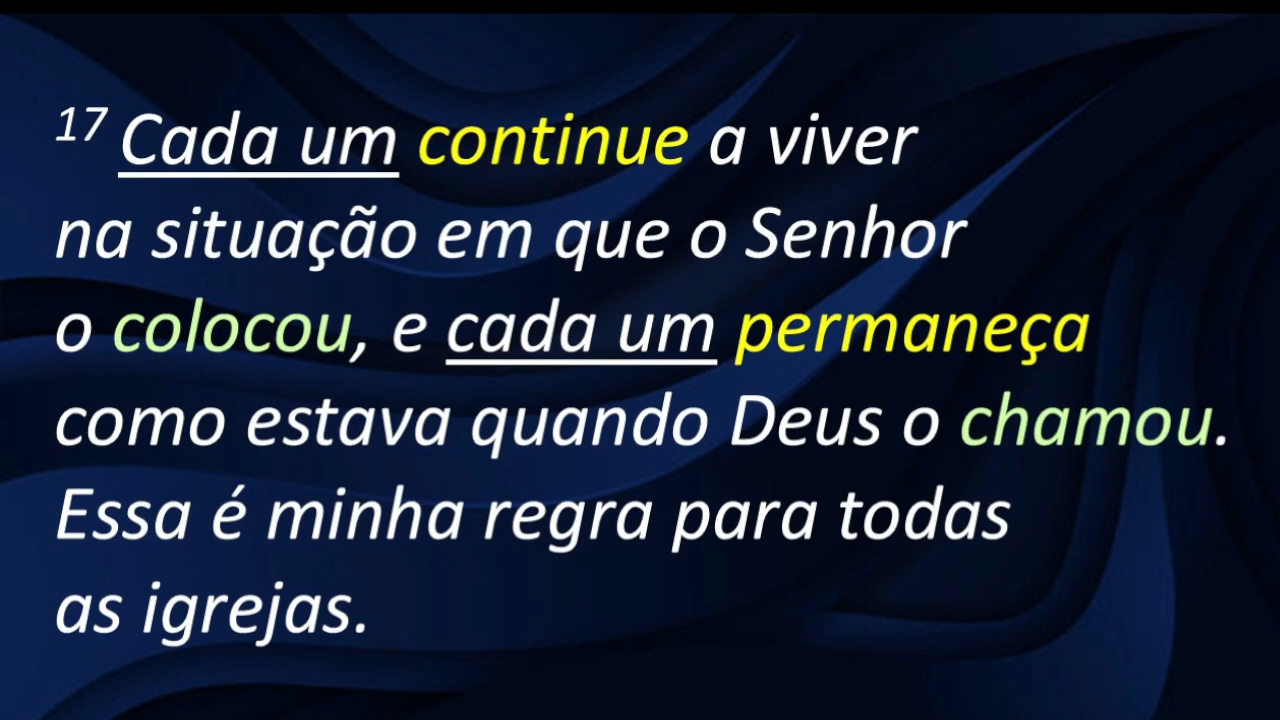 17 Cada um continue a viver
na situação em que o Senhor
o colocou, e cada um permaneça
como estava quando Deus o chamou.
Essa é minha regra para todas
as igrejas.